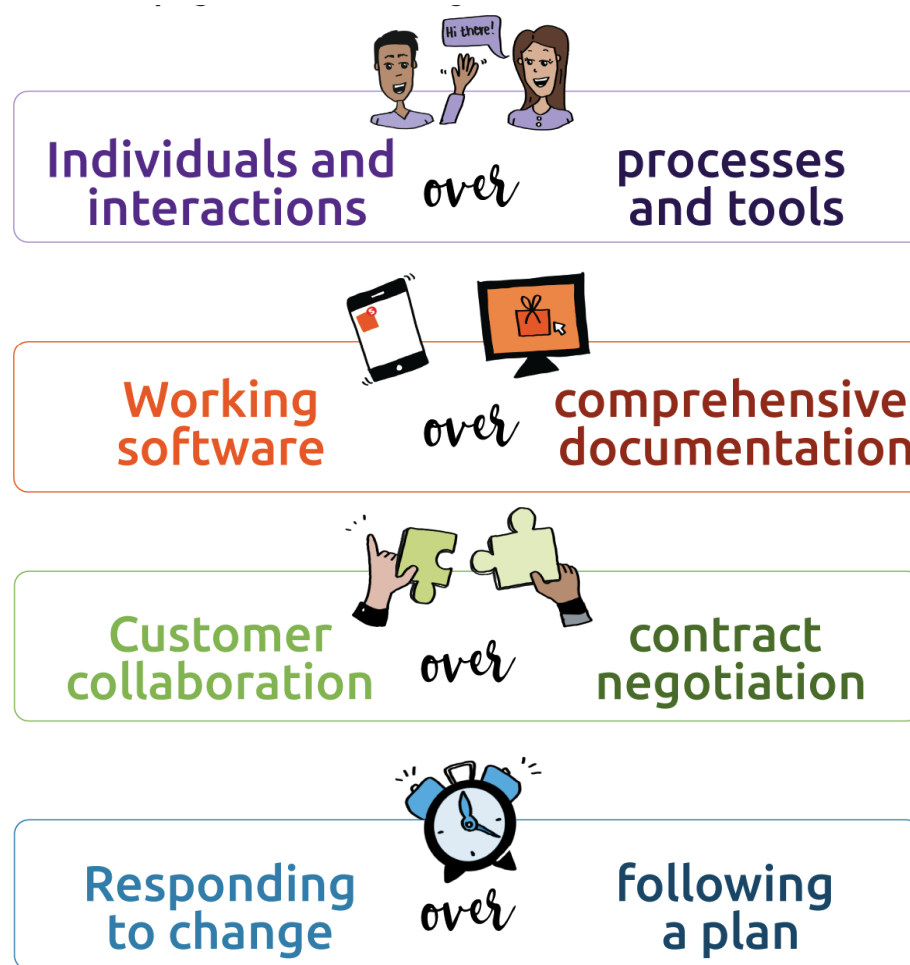 Hi there!
Individuals and over processes
interactions and tools
Working over comprehensive
software documentation
Customer over contract
collaboration negotiation
Responding over following
to change a plan